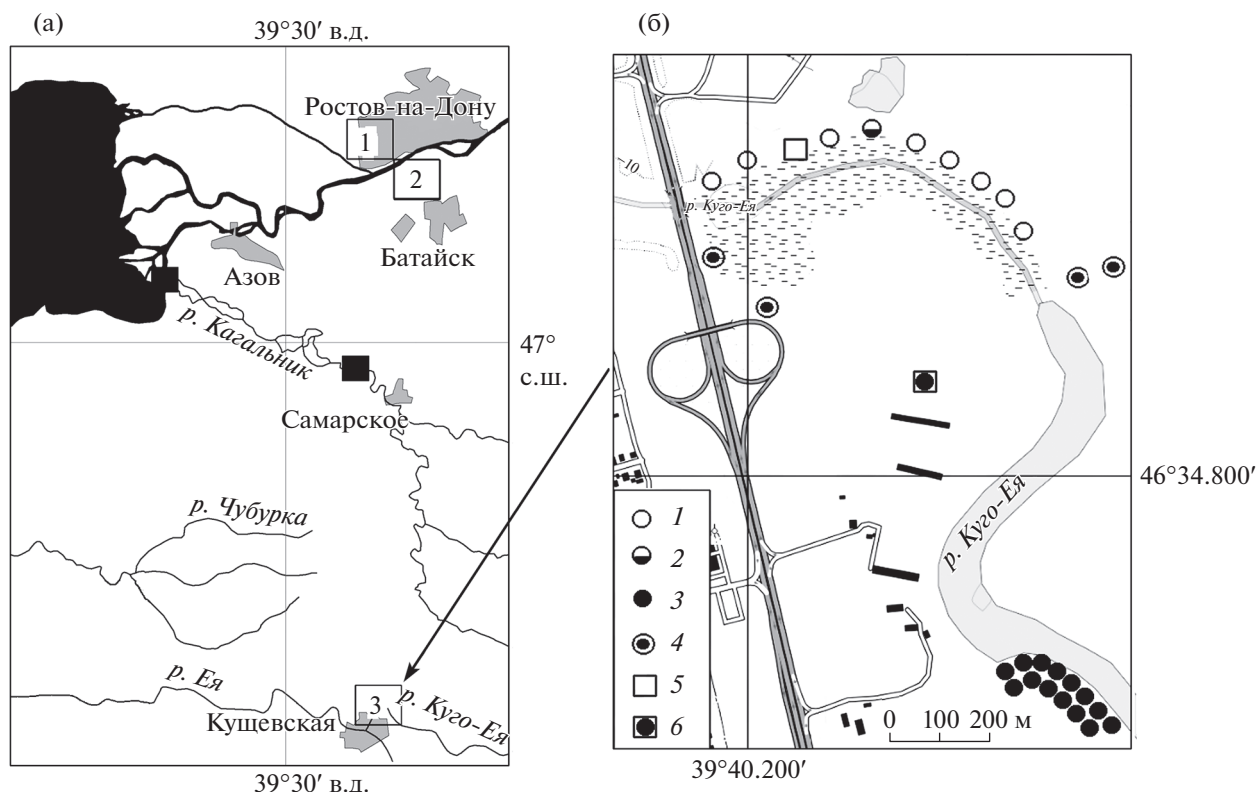 (а)
39°30′ в.д.
Ростов-на-Дону
1
2
Батайск
Азов
р. Кагальник
47°
с.ш.
Самарское
р. Чубурка
р. Ея
3
р. Куго-Ея
Кущевская
39°30′ в.д.
(б)
–10
р. Куго-Ея
46°34.800′
р. Куго-Ея
1
2
3
4
5
6
0 100 200 м
39°40.200′